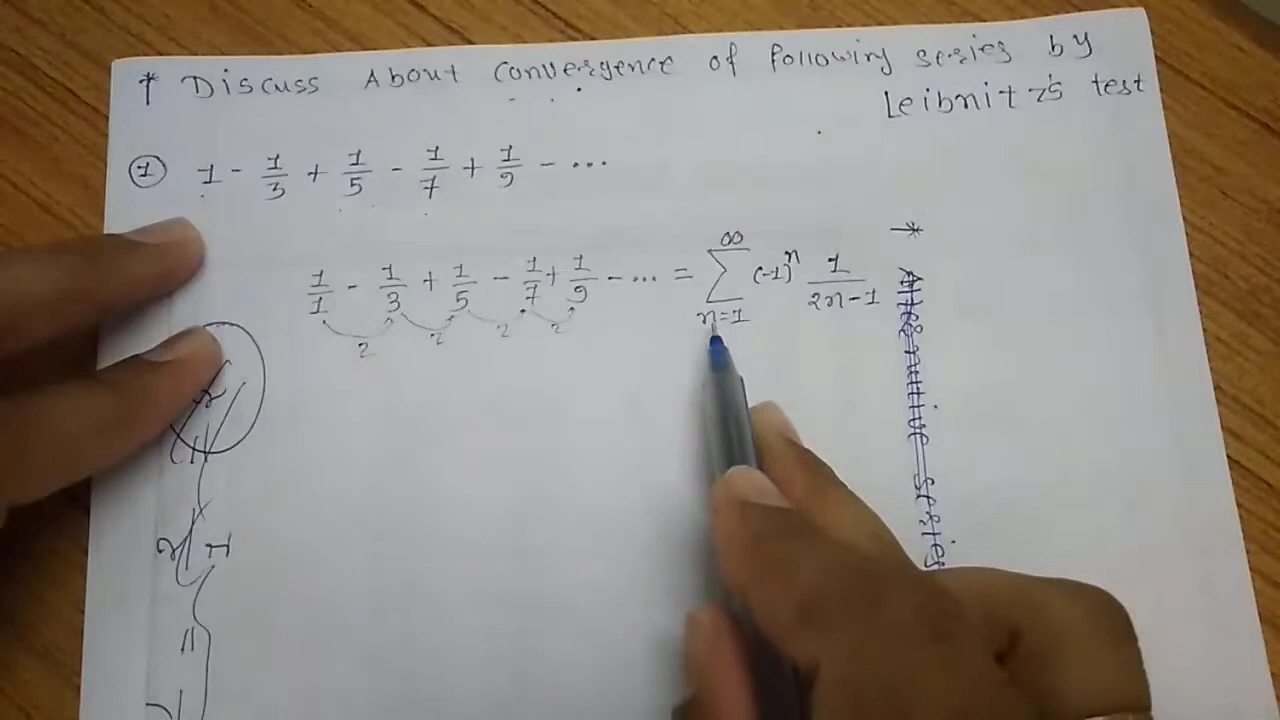 * Discuss About convergence of following series by
Leibnitz's test
① 1 - 1/3 + 1/5 - 1/7 + 1/9 - ...
1/1 - 1/3 + 1/5 - 1/7 + 1/9 - ... = ∑_{n=1}^{∞} (-1)^n 1/(2n-1)
2 2 2 2
*